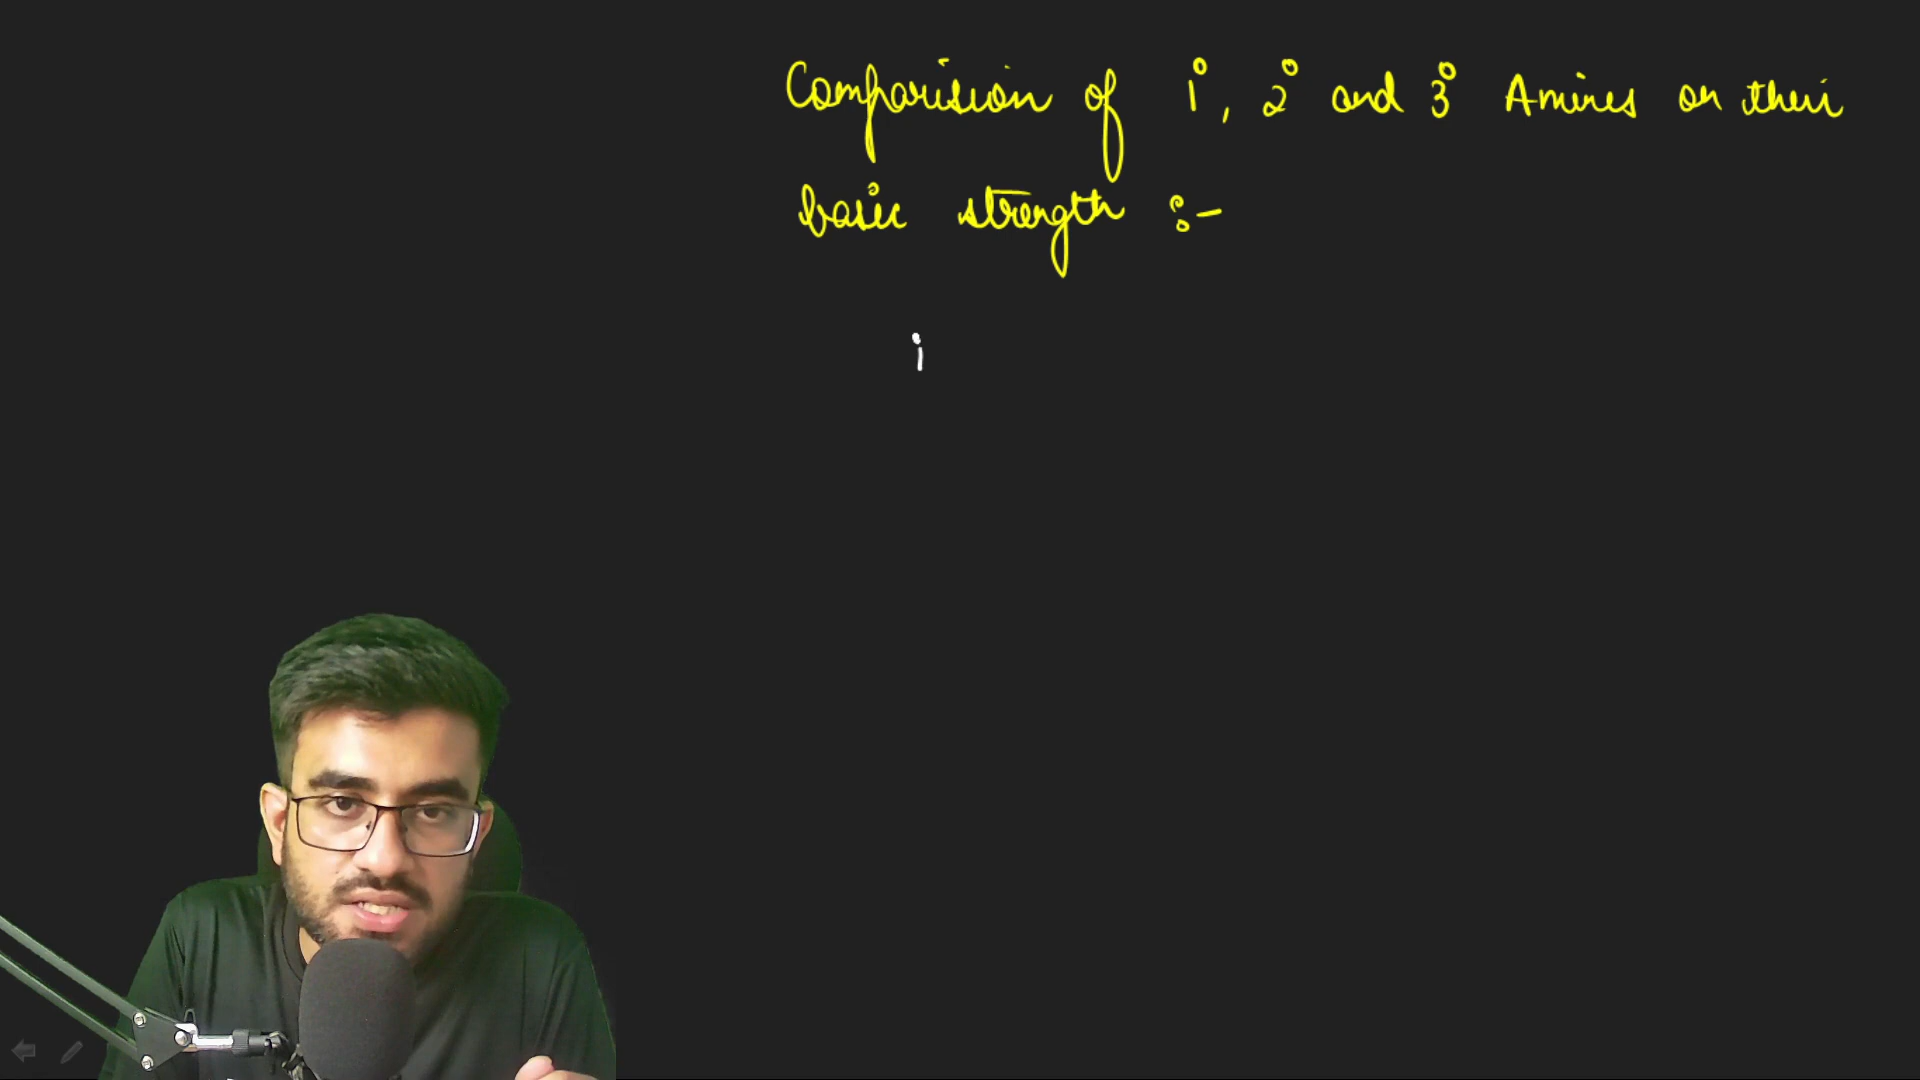 Comparision of 1°, 2° and 3° Amines on their
basic strength :-
i